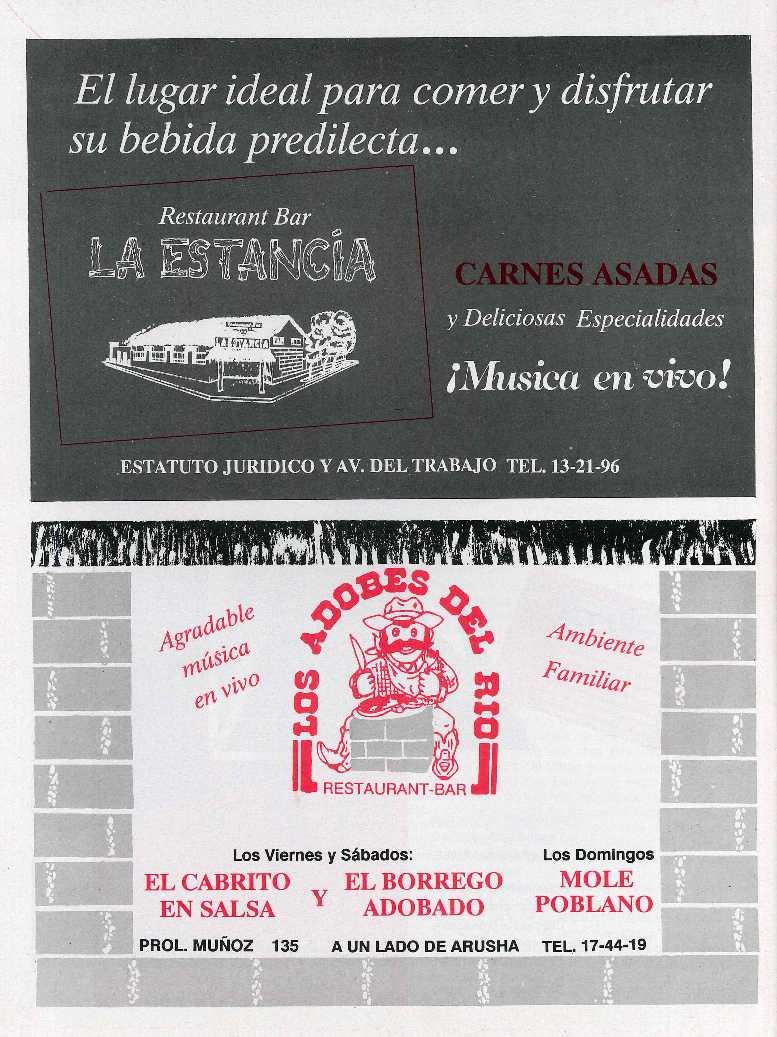 El lugar ideal para comer y disfrutar
su bebida predilecta...
Restaurant Bar
LA ESTANCÍA
LA ESTANCÍA
CARNES ASADAS
y Deliciosas Especialidades
¡Musica en vivo!
ESTATUTO JURIDICO Y AV. DEL TRABAJO TEL. 13-21-96
Agradable
música
en vivo
LOS ADOBES DEL RIO
RESTAURANT-BAR
Ambiente
Familiar
Los Viernes y Sábados:
EL CABRITO
EN SALSA
Y
EL BORREGO
ADOBADO
Los Domingos
MOLE
POBLANO
PROL. MUÑOZ 135 A UN LADO DE ARUSHA TEL. 17-44-19